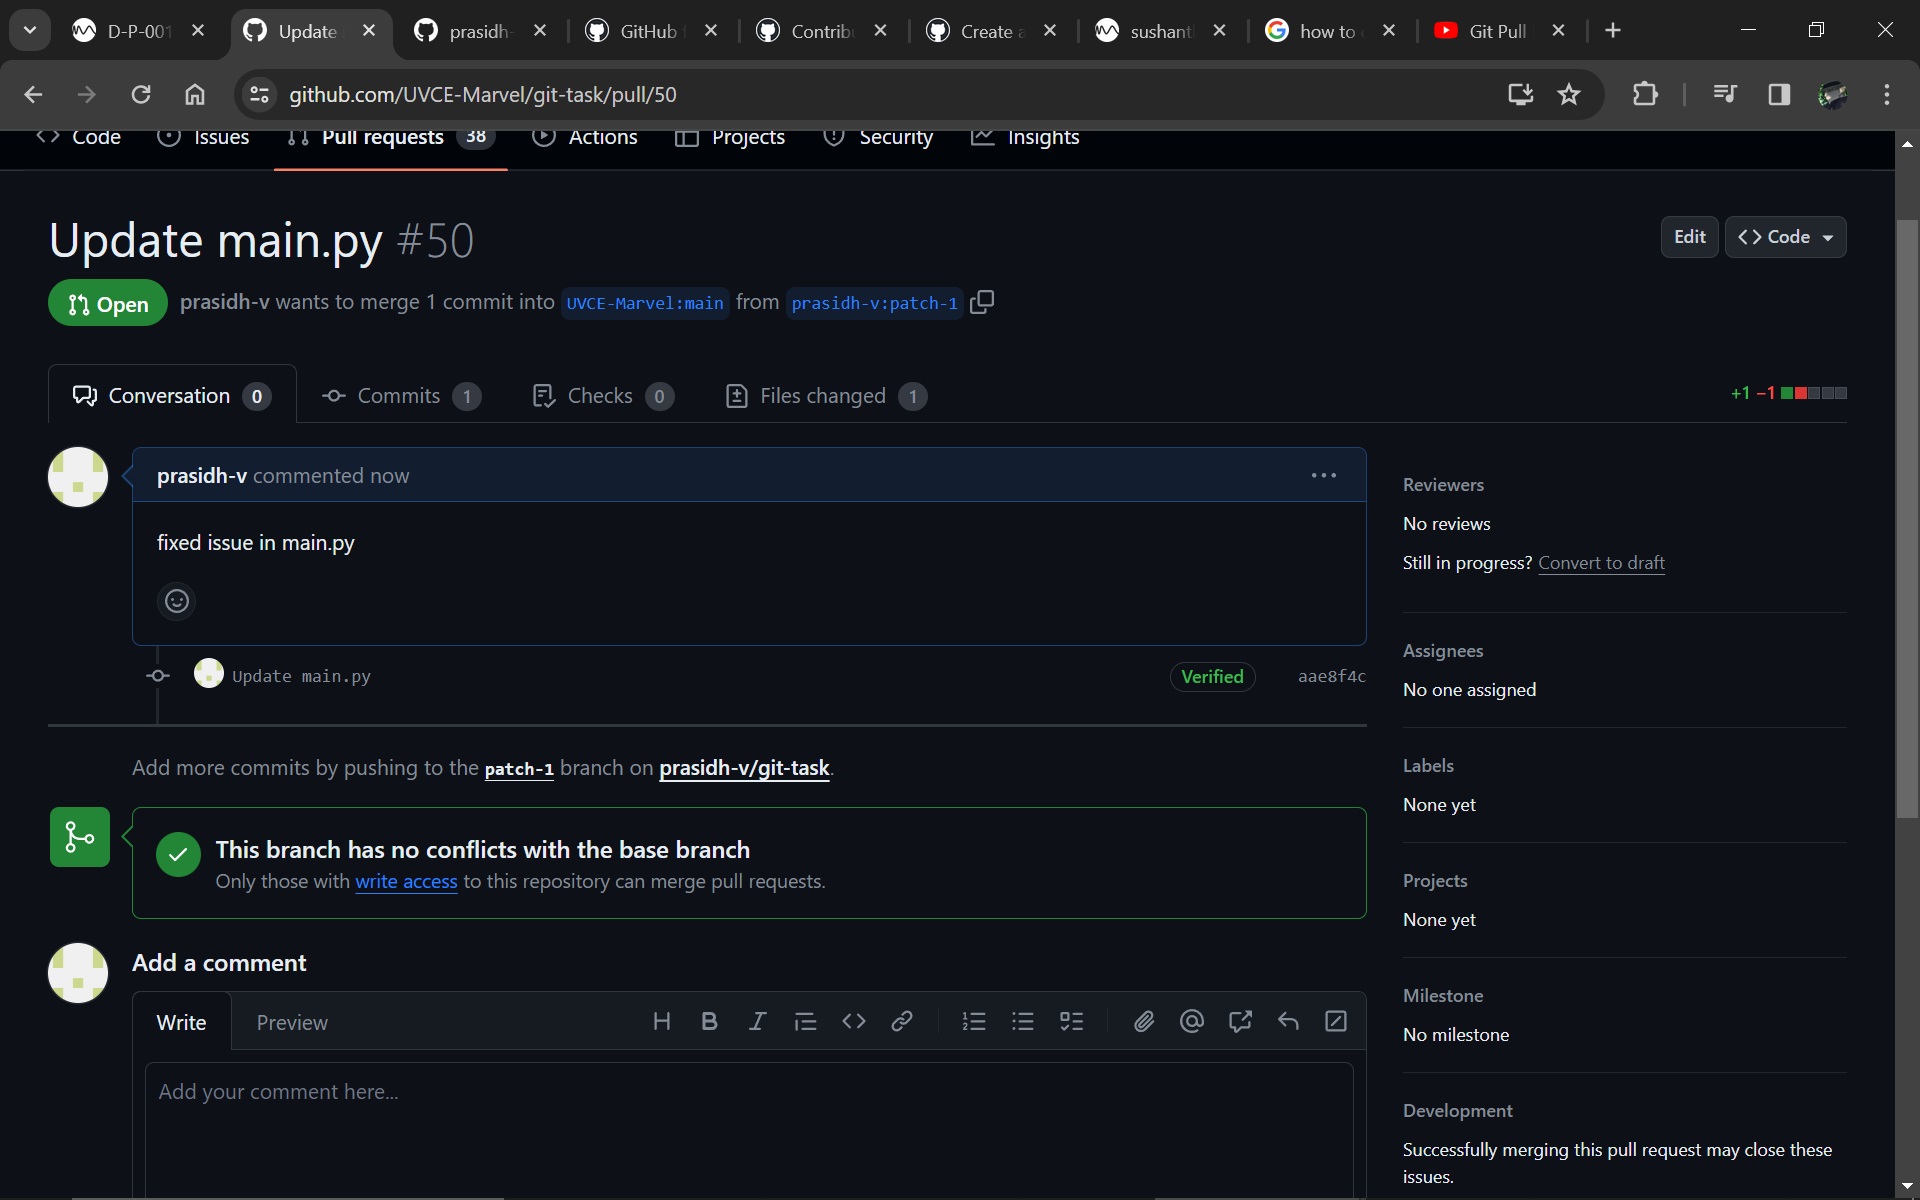 D-P-001
Update
prasidh-
GitHub
Contrib
Create a
sushant
how to
Git Pull
github.com/UVCE-Marvel/git-task/pull/50
Code
Issues
Pull requests 38
Actions
Projects
Security
Insights
Update main.py #50
Edit
<> Code
Open
prasidh-v wants to merge 1 commit into UVCE-Marvel:main from prasidh-v:patch-1
Conversation 0
Commits 1
Checks 0
Files changed 1
+1 −1
prasidh-v commented now
fixed issue in main.py
Update main.py
Verified
aae8f4c
Add more commits by pushing to the patch-1 branch on prasidh-v/git-task.
This branch has no conflicts with the base branch
Only those with write access to this repository can merge pull requests.
Add a comment
Write
Preview
Add your comment here...
Reviewers
No reviews
Still in progress? Convert to draft
Assignees
No one assigned
Labels
None yet
Projects
None yet
Milestone
No milestone
Development
Successfully merging this pull request may close these
issues.